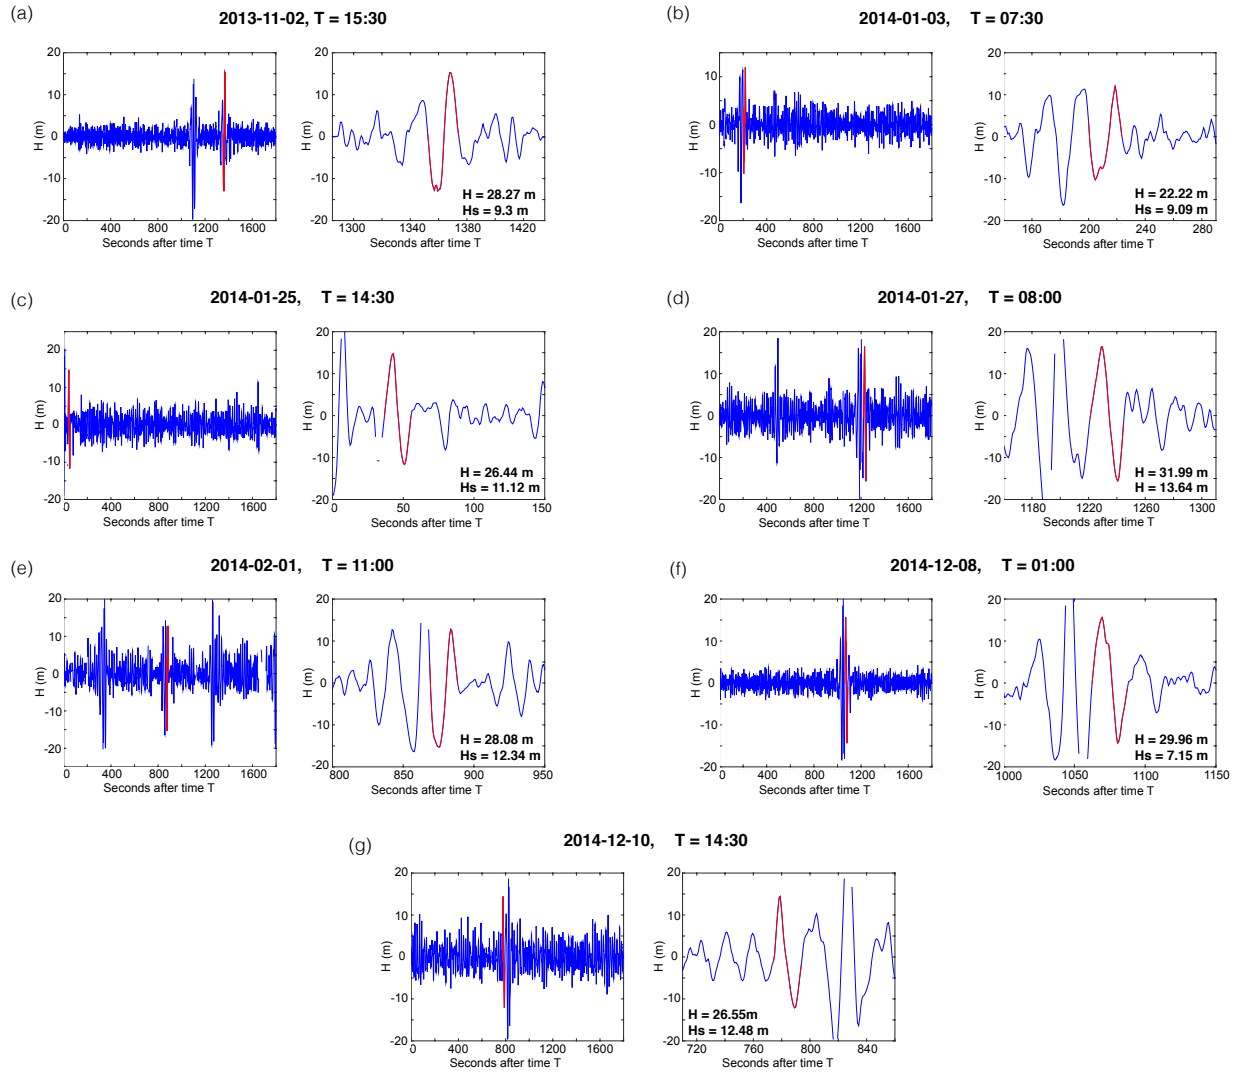 (a)
2013-11-02, T = 15:30
20
10
0
-10
-20
H (m)
0 400 800 1200 1600
Seconds after time T
20
10
0
-10
-20
H (m)
1300 1340 1380 1420
Seconds after time T
H = 28.27 m
Hs = 9.3 m
(b)
2014-01-03, T = 07:30
20
10
0
-10
-20
H (m)
0 400 800 1200 1600
Seconds after time T
20
10
0
-10
-20
H (m)
160 200 240 280
Seconds after time T
H = 22.22 m
Hs = 9.09 m
(c)
2014-01-25, T = 14:30
20
10
0
-10
-20
H (m)
0 400 800 1200 1600
Seconds after time T
20
10
0
-10
-20
H (m)
0 50 100 150
Seconds after time T
H = 26.44 m
Hs = 11.12 m
(d)
2014-01-27, T = 08:00
20
10
0
-10
-20
H (m)
0 400 800 1200 1600
Seconds after time T
20
10
0
-10
-20
H (m)
1180 1220 1260 1300
Seconds after time T
H = 31.99 m
H = 13.64 m
(e)
2014-02-01, T = 11:00
20
10
0
-10
-20
H (m)
0 400 800 1200 1600
Seconds after time T
20
10
0
-10
-20
H (m)
800 850 900 950
Seconds after time T
H = 28.08 m
Hs = 12.34 m
(f)
2014-12-08, T = 01:00
20
10
0
-10
-20
H (m)
0 400 800 1200 1600
Seconds after time T
20
10
0
-10
-20
H (m)
1000 1050 1100 1150
Seconds after time T
H = 29.96 m
Hs = 7.15 m
(g)
2014-12-10, T = 14:30
20
10
0
-10
-20
H (m)
0 400 800 1200 1600
Seconds after time T
20
10
0
-10
-20
H (m)
720 760 800 840
Seconds after time T
H = 26.55m
Hs = 12.48 m